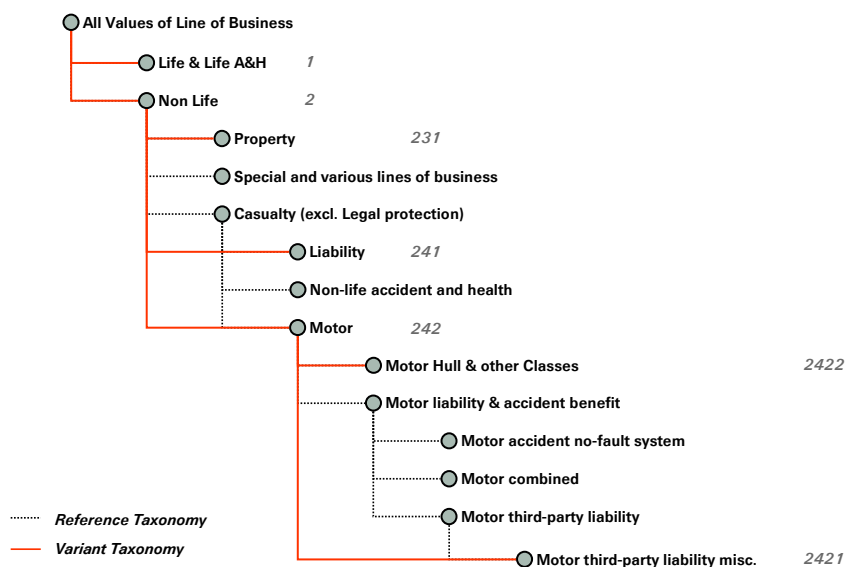 All Values of Line of Business
Life & Life A&H 1
Non Life 2
Property 231
Special and various lines of business
Casualty (excl. Legal protection)
Liability 241
Non-life accident and health
Motor 242
Motor Hull & other Classes 2422
Motor liability & accident benefit
Motor accident no-fault system
Motor combined
Motor third-party liability
Reference Taxonomy
Variant Taxonomy
Motor third-party liability misc. 2421